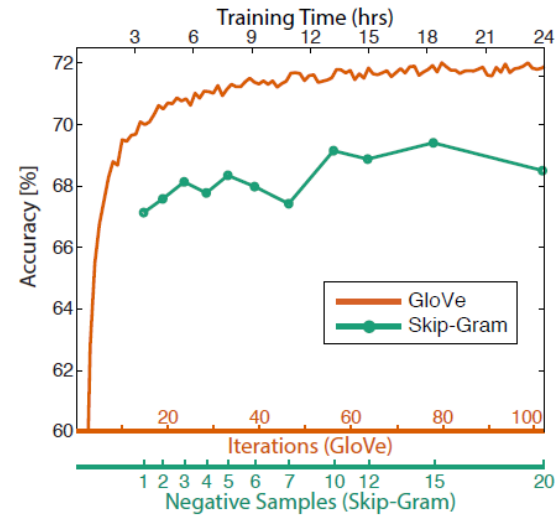 Training Time (hrs)
3 6 9 12 15 18 21 24
72
70
68
66
64
62
60
Accuracy [%]
GloVe
Skip-Gram
20 40 60 80 100
Iterations (GloVe)
1 2 3 4 5 6 7 10 12 15 20
Negative Samples (Skip-Gram)